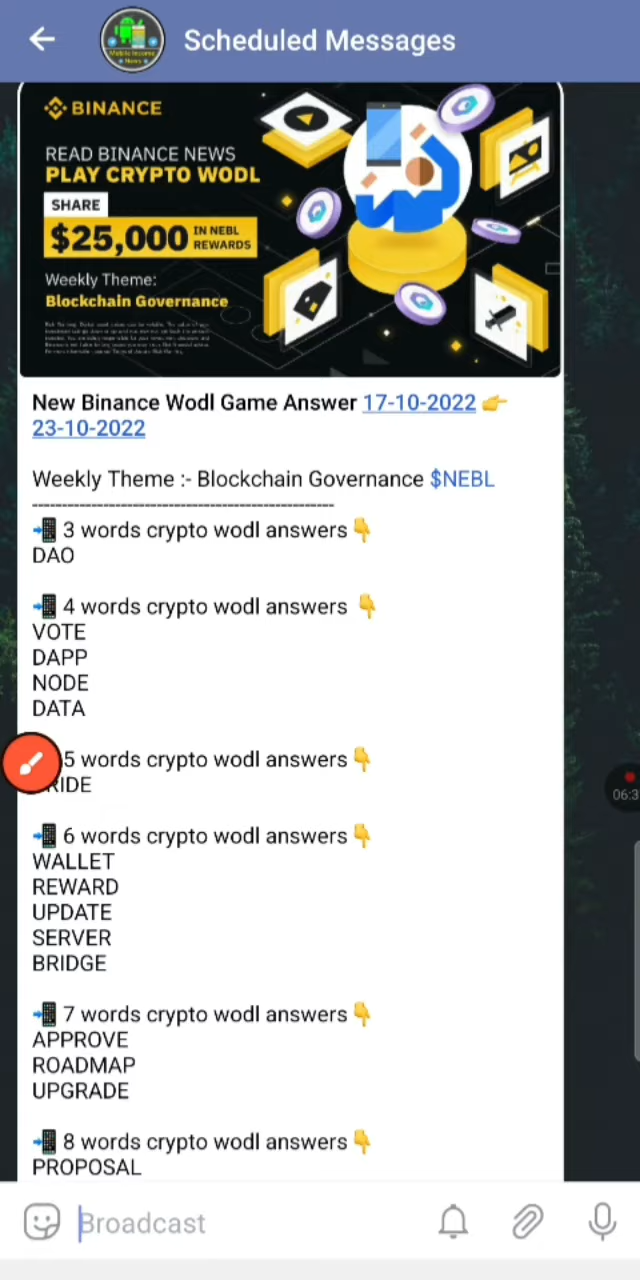 Scheduled Messages
BINANCE
READ BINANCE NEWS
PLAY CRYPTO WODL
SHARE
$25,000 IN NEBL REWARDS
Weekly Theme:
Blockchain Governance
New Binance Wodl Game Answer 17-10-2022 👉
23-10-2022
Weekly Theme :- Blockchain Governance $NEBL
--------------------------------------------------
📲 3 words crypto wodl answers👇
DAO
📲 4 words crypto wodl answers 👇
VOTE
DAPP
NODE
DATA
5 words crypto wodl answers👇
RIDE
📲 6 words crypto wodl answers👇
WALLET
REWARD
UPDATE
SERVER
BRIDGE
📲 7 words crypto wodl answers👇
APPROVE
ROADMAP
UPGRADE
📲 8 words crypto wodl answers👇
PROPOSAL
Broadcast